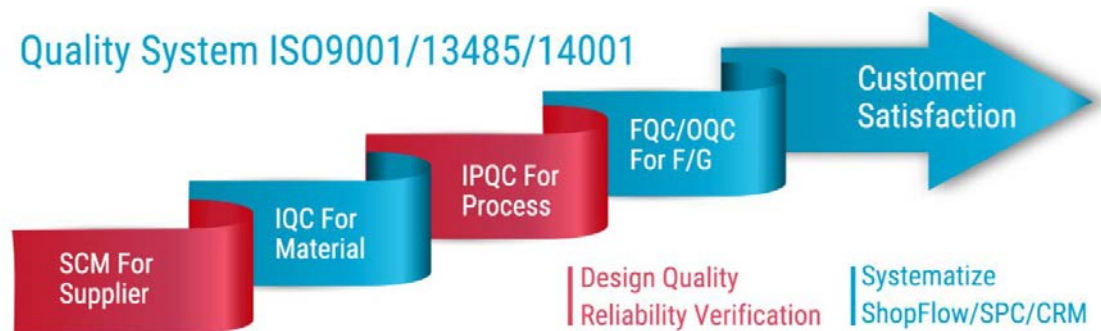 Quality System ISO9001/13485/14001
SCM For
Supplier
IQC For
Material
IPQC For
Process
FQC/OQC
For F/G
Customer
Satisfaction
Design Quality
Reliability Verification
Systematize
ShopFlow/SPC/CRM